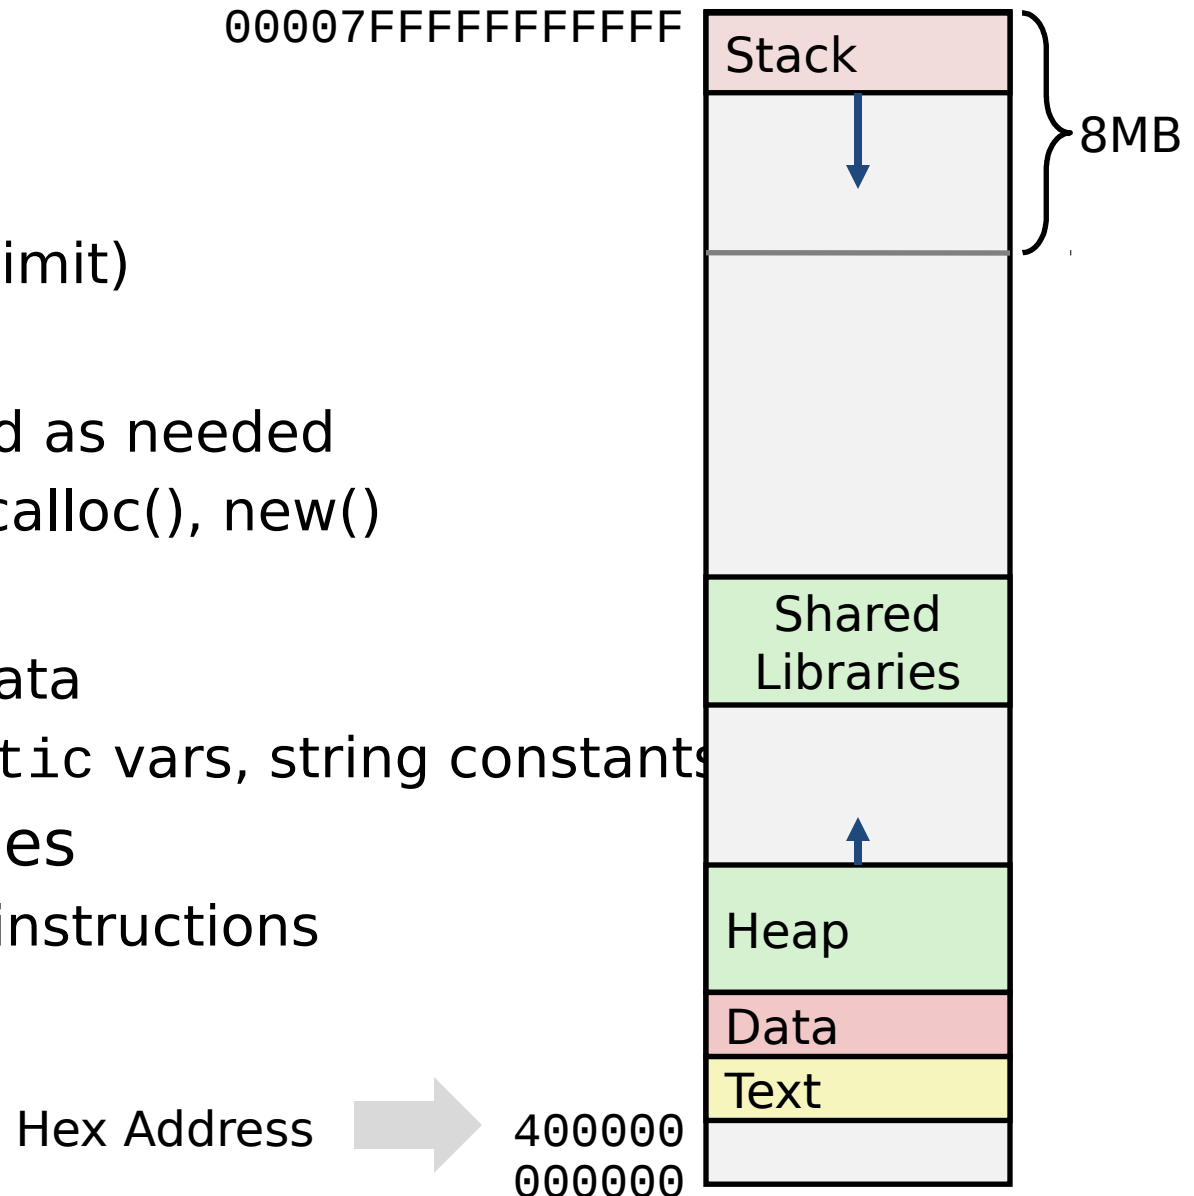 00007FFFFFFFFFFF
Stack
8MB
imit)
d as needed
calloc(), new()
Shared
Libraries
ata
tic vars, string constants
es
instructions
Heap
Data
Text
Hex Address
400000
000000